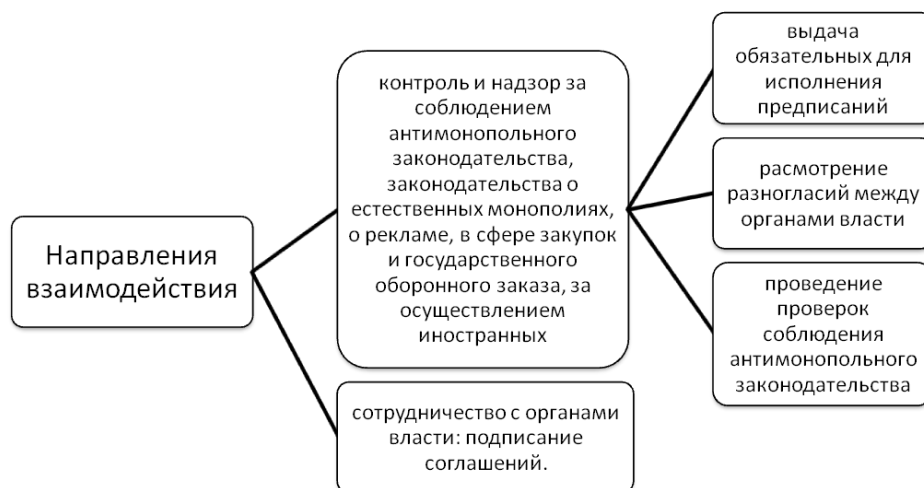 Направления
взаимодействия
контроль и надзор за
соблюдением
антимонопольного
законодательства,
законодательства о
естественных монополиях,
о рекламе, в сфере закупок
и государственного
оборонного заказа, за
осуществлением
иностранных
сотрудничество с органами
власти: подписание
соглашений.
выдача
обязательных для
исполнения
предписаний
расмотрение
разногласий между
органами власти
проведение
проверок
соблюдения
антимонопольного
законодательства